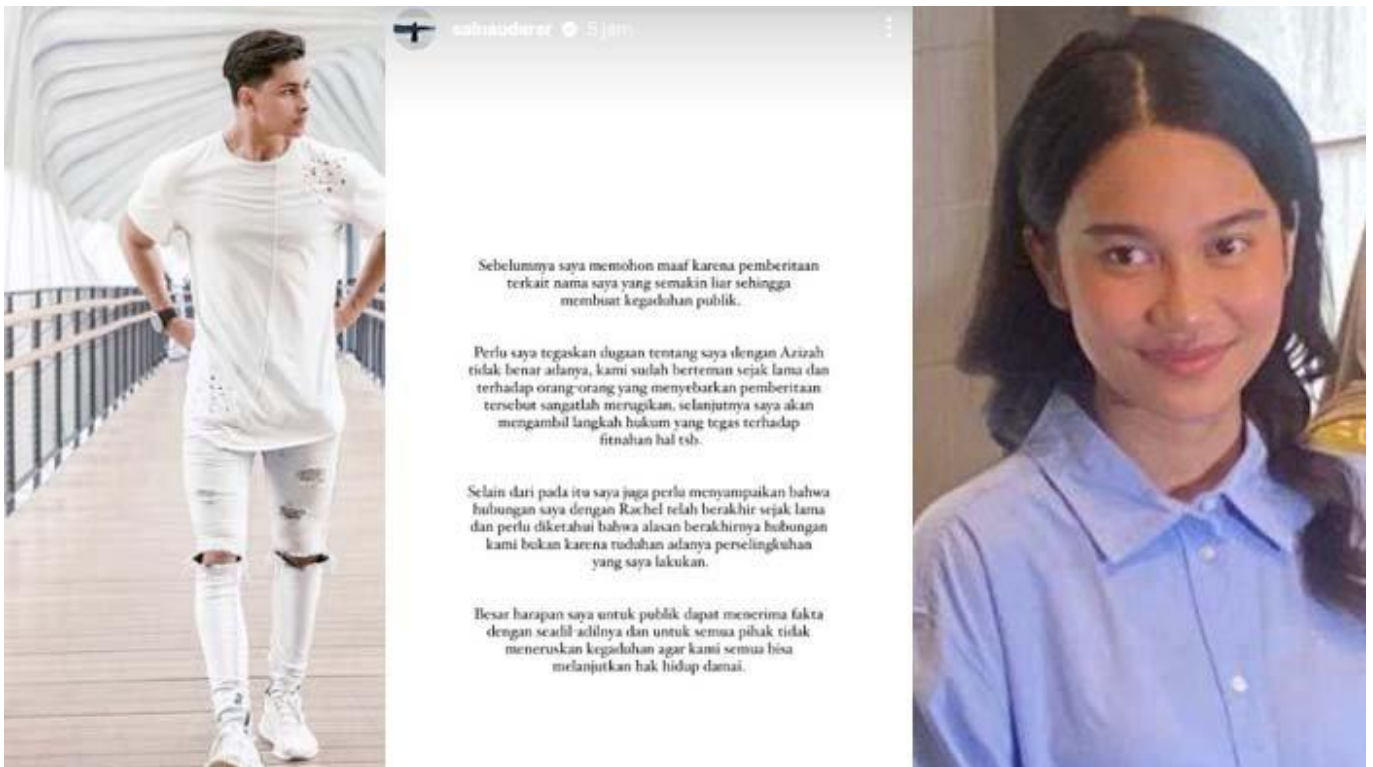 5 jam
Sebelumnya saya memohon maaf karena pemberitaan
terkait nama saya yang semakin liar sehingga
membuat kegaduhan publik.
Perlu saya tegaskan dugaan tentang saya dengan Azizah
tidak benar adanya, kami sudah berteman sejak lama dan
terhadap orang-orang yang menyebarkan pemberitaan
tersebut sangatlah merugikan, selanjutnya saya akan
mengambil langkah hukum yang tegas terhadap
fitnahan hal tsb.
Selain dari pada itu saya juga perlu menyampaikan bahwa
hubungan saya dengan Rachel telah berakhir sejak lama
dan perlu diketahui bahwa alasan berakhirnya hubungan
kami bukan karena tuduhan adanya perselingkuhan
yang saya lakukan.
Besar harapan saya untuk publik dapat menerima fakta
dengan seadil-adilnya dan untuk semua pihak tidak
meneruskan kegaduhan agar kami semua bisa
melanjutkan hak hidup damai.